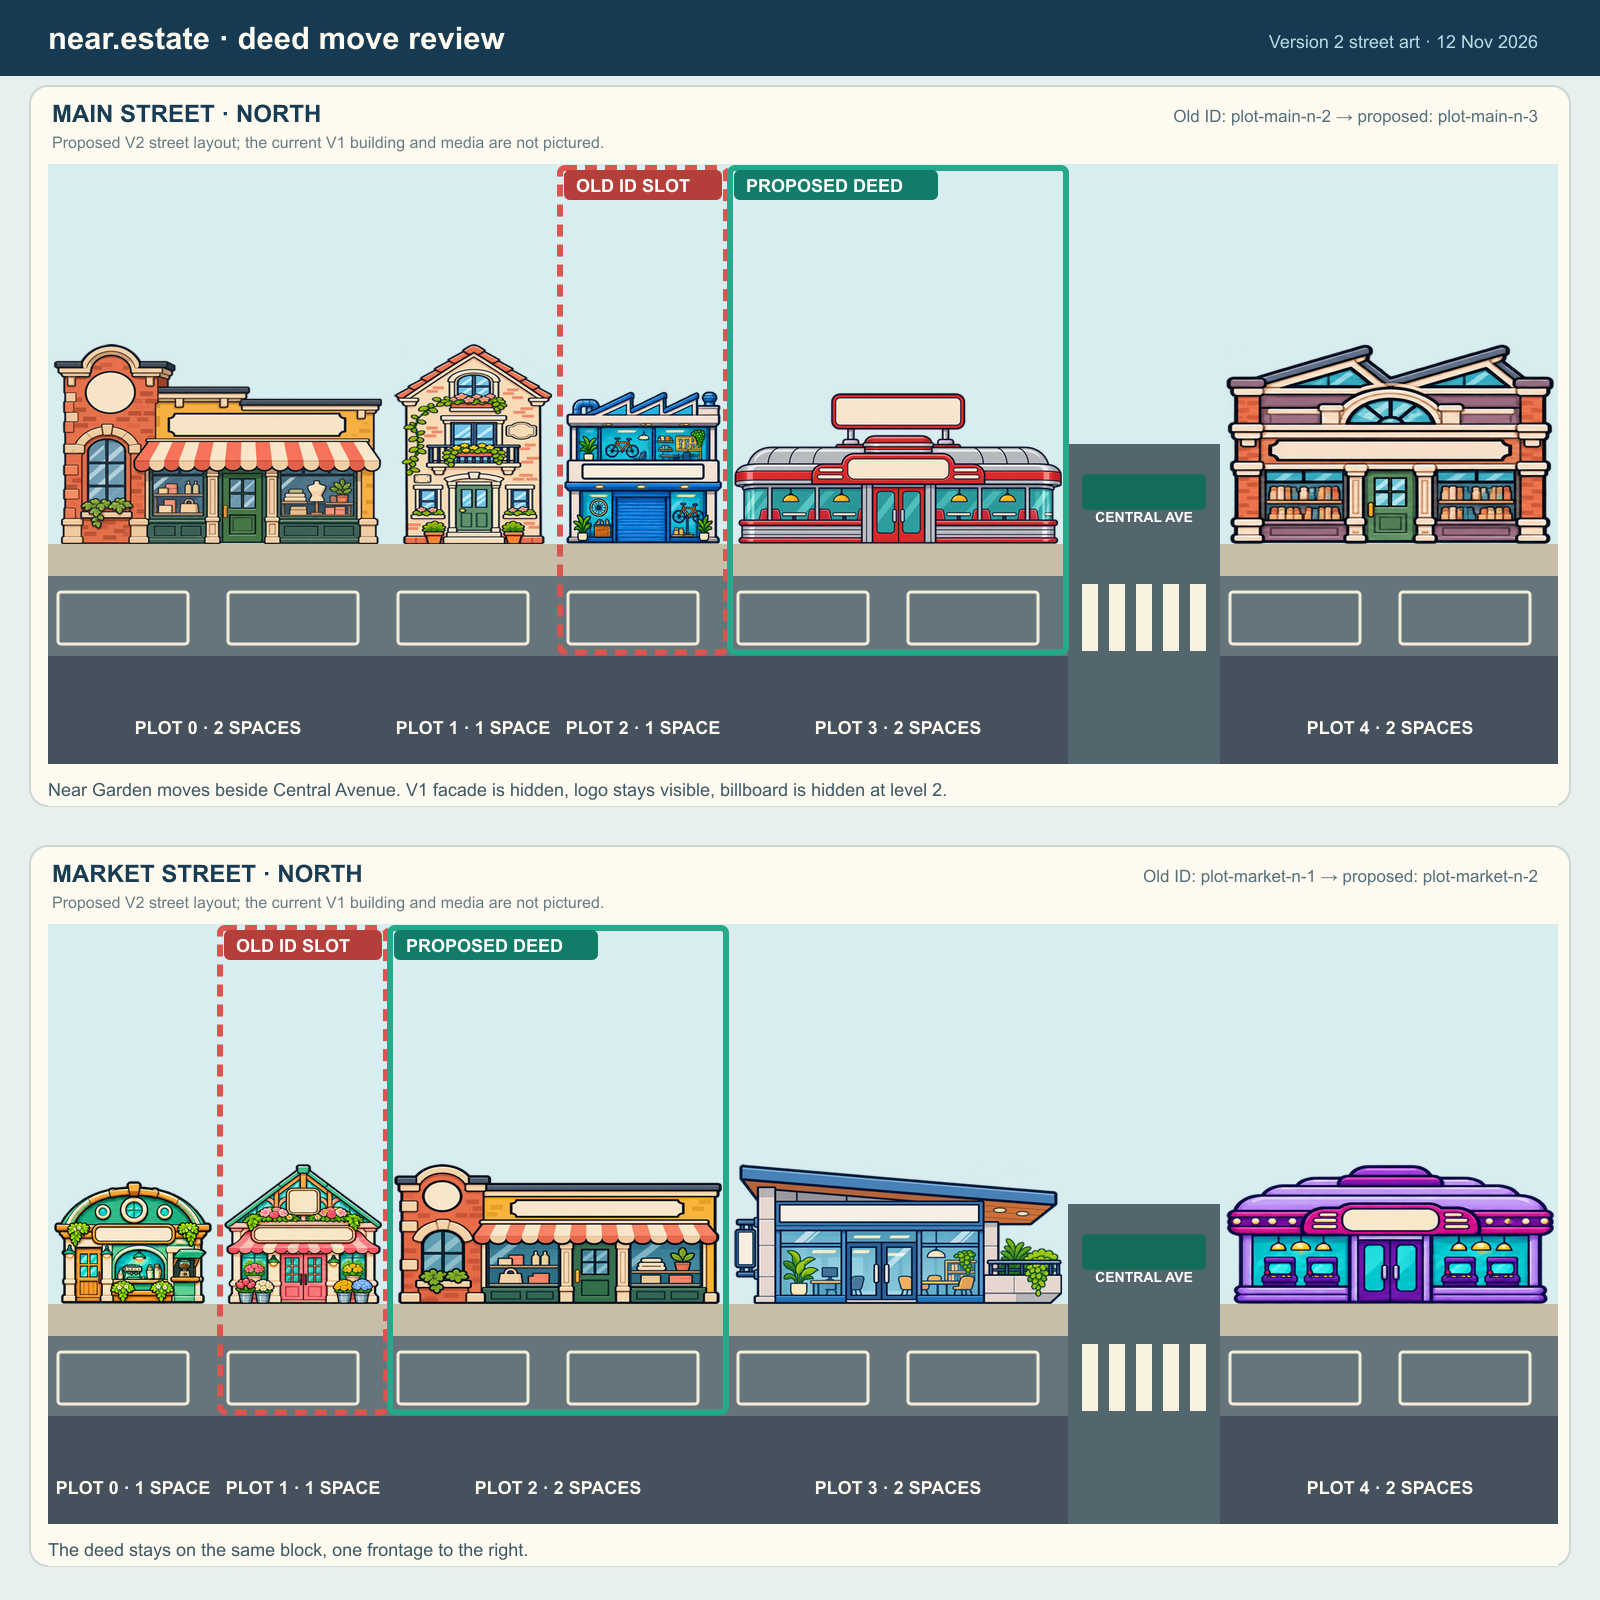 near.estate · deed move review
Version 2 street art · 12 Nov 2026
MAIN STREET · NORTH
Old ID: plot-main-n-2 → proposed: plot-main-n-3
Proposed V2 street layout; the current V1 building and media are not pictured.
OLD ID SLOT
PROPOSED DEED
CENTRAL AVE
PLOT 0 · 2 SPACES
PLOT 1 · 1 SPACE
PLOT 2 · 1 SPACE
PLOT 3 · 2 SPACES
PLOT 4 · 2 SPACES
Near Garden moves beside Central Avenue. V1 facade is hidden, logo stays visible, billboard is hidden at level 2.
MARKET STREET · NORTH
Old ID: plot-market-n-1 → proposed: plot-market-n-2
Proposed V2 street layout; the current V1 building and media are not pictured.
OLD ID SLOT
PROPOSED DEED
CENTRAL AVE
PLOT 0 · 1 SPACE
PLOT 1 · 1 SPACE
PLOT 2 · 2 SPACES
PLOT 3 · 2 SPACES
PLOT 4 · 2 SPACES
The deed stays on the same block, one frontage to the right.